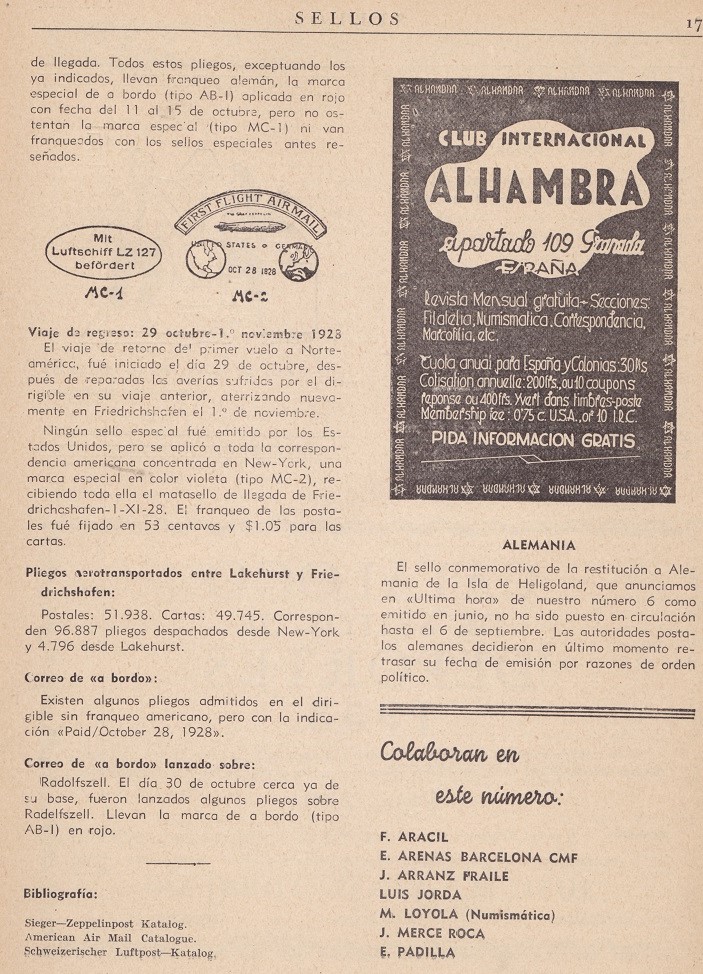 SELLOS
17
de llegada. Todos estos pliegos, exceptuando los
ya indicados, llevan franqueo alemán, la marca
especial de a bordo (tipo AB-I) aplicada en rojo
con fecha del 11 al 15 de octubre, pero no os-
tentan la marca especial (tipo MC-1) ni van
franqueados con los sellos especiales antes re-
señados.
Mit
Luftschiff LZ 127
befördert
MC-1
FIRST FLIGHT AIR MAIL
UNITED STATES GERMANY
OCT 28 1928
MC-2
Viaje de regreso: 29 octubre-1.º noviembre 1928
El viaje de retorno del primer vuelo a Norte-
américa, fué iniciado el día 29 de octubre, des-
pués de reparadas las averías sufridas por el di-
rigible en su viaje anterior, aterrizando nueva-
mente en Friedrichshafen el 1.º de noviembre.
Ningún sello especial fué emitido por los Es-
tados Unidos, pero se aplicó a toda la correspon-
dencia americana concentrada en New-York, una
marca especial en color violeta (tipo MC-2), re-
cibiendo toda ella el matasello de llegada de Frie-
drichshafen-1-XI-28. El franqueo de las posta-
les fué fijado en 53 centavos y $1.05 para las
cartas.
Pliegos aerotransportados entre Lakehurst y Frie-
drichshofen:
Postales: 51.938. Cartas: 49.745. Correspon-
den 96.887 pliegos despachados desde New-York
y 4.796 desde Lakehurst.
Correo de «a bordo»:
Existen algunos pliegos admitidos en el diri-
gible sin franqueo americano, pero con la indica-
ción «Paid/October 28, 1928».
Correo de «a bordo» lanzado sobre:
Radolfszell. El día 30 de octubre cerca ya de
su base, fueron lanzados algunos pliegos sobre
Radelfszell. Llevan la marca de a bordo (tipo
AB-I) en rojo.
Bibliografía:
Sieger—Zeppelinpost Katalog.
American Air Mail Catalogue.
Schweizerischer Luftpost—Katalog.
ALHAMBRA ALHAMBRA ALHAMBRA ALHAMBRA
CLUB INTERNACIONAL
ALHAMBRA
apartado 109 Granada
ESPAÑA
Revista Mensual gratuita-Secciones:
Filatelia, Numismatica, Correspondencia,
Marcofilia, etc.
Cuota anual para España y Colonias: 30 Pts
Cotisation annuelle: 200 frs, ou 10 coupons
reponse ou 400 frs. Yvert dans timbres-poste
Membership fee: 0'75 c. U.S.A., or 10 I.R.C.
PIDA INFORMACION GRATIS
ALEMANIA
El sello conmemorativo de la restitución a Ale-
mania de la Isla de Heligoland, que anunciamos
en «Ultima hora» de nuestro número 6 como
emitido en junio, no ha sido puesto en circulación
hasta el 6 de septiembre. Las autoridades posta-
los alemanes decidieron en último momento re-
trasar su fecha de emisión por razones de orden
político.
Colaboran en
este número:
F. ARACIL
E. ARENAS BARCELONA CMF
J. ARRANZ FRAILE
LUIS JORDA
M. LOYOLA (Numismática)
J. MERCE ROCA
E. PADILLA